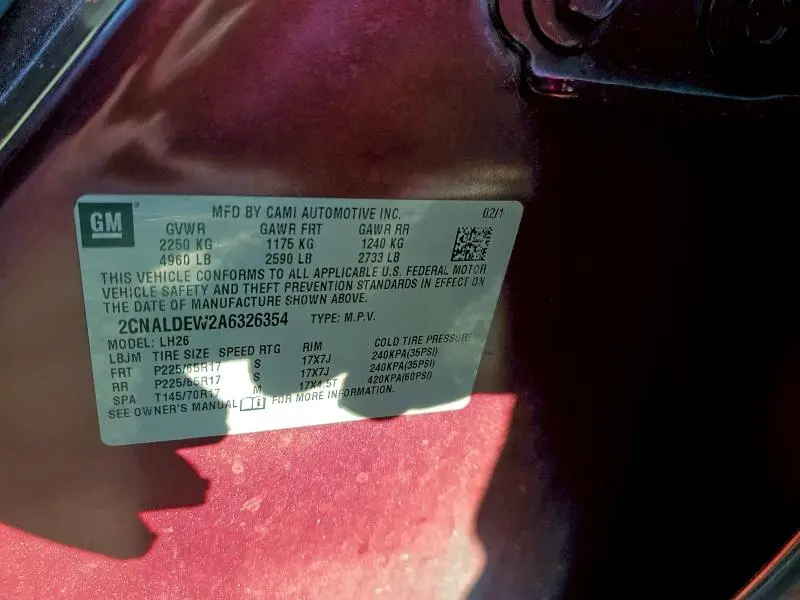 GM ®
MFD BY CAMI AUTOMOTIVE INC. 02/1
GVWR GAWR FRT GAWR RR
2250 KG 1175 KG 1240 KG
4960 LB 2590 LB 2733 LB
THIS VEHICLE CONFORMS TO ALL APPLICABLE U.S. FEDERAL MOTOR
VEHICLE SAFETY AND THEFT PREVENTION STANDARDS IN EFFECT ON
THE DATE OF MANUFACTURE SHOWN ABOVE.
2CNALDEW2A6326354 TYPE: M.P.V.
MODEL: LH26
LBJM TIRE SIZE SPEED RTG RIM COLD TIRE PRESSURE
FRT P225/65R17 S 17X7J 240KPA(35PSI)
RR P225/65R17 S 17X7J 240KPA(35PSI)
SPA T145/70R17 M 17X4.5T 420KPA(60PSI)
SEE OWNER'S MANUAL FOR MORE INFORMATION.